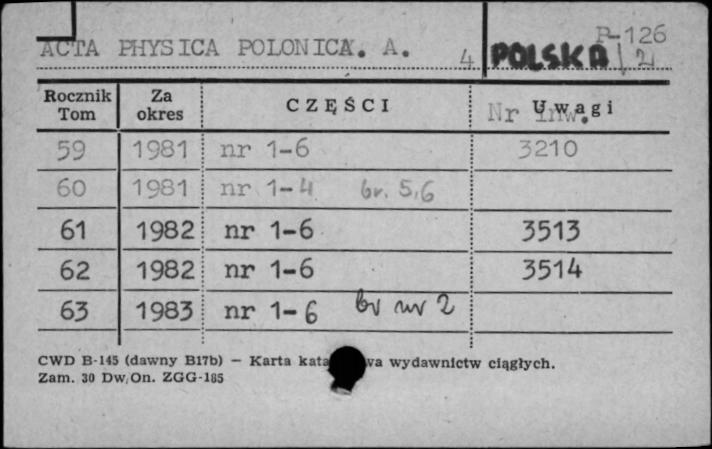 P-126
ACTA PHYSICA POLONICA. A. 4 POLSKA 2
Rocznik Tom Za okres CZĘŚCI Uwagi Nr inw.
59 1981 nr 1-6 3210
60 1981 nr 1-4 br. 5,6
61 1982 nr 1-6 3513
62 1982 nr 1-6 3514
63 1983 nr 1-6 br nr 2
CWD B-145 (dawny B17b) — Karta kata wa wydawnictw ciągłych.
Zam. 30 Dw/On. ZGG-185